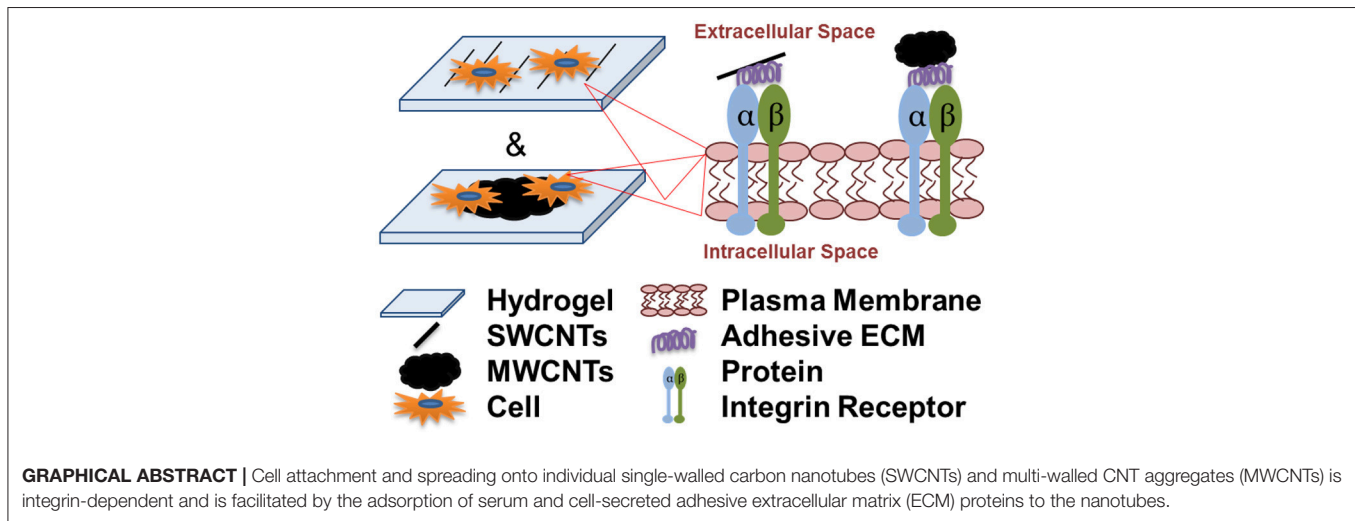 Extracellular Space
α β
α β
&
Intracellular Space
Hydrogel
SWCNTs
MWCNTs
Cell
Plasma Membrane
Adhesive ECM
α β
Protein
Integrin Receptor
GRAPHICAL ABSTRACT | Cell attachment and spreading onto individual single-walled carbon nanotubes (SWCNTs) and multi-walled CNT aggregates (MWCNTs) is
integrin-dependent and is facilitated by the adsorption of serum and cell-secreted adhesive extracellular matrix (ECM) proteins to the nanotubes.